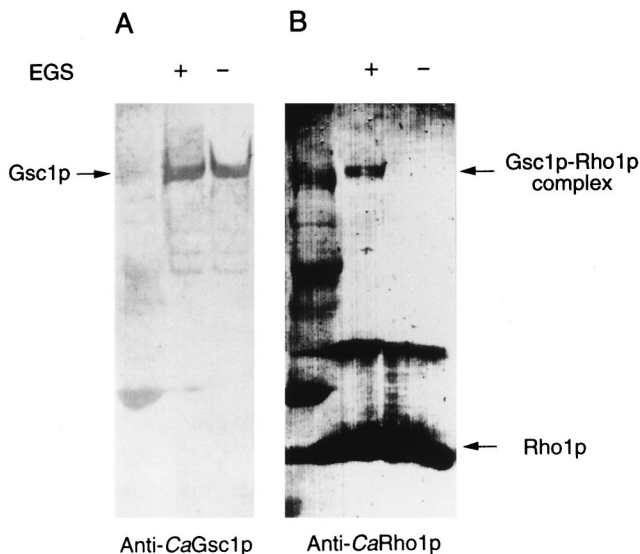 A B
EGS + − + −
Gsc1p
Gsc1p-Rho1p
complex
Rho1p
Anti-CaGsc1p Anti-CaRho1p